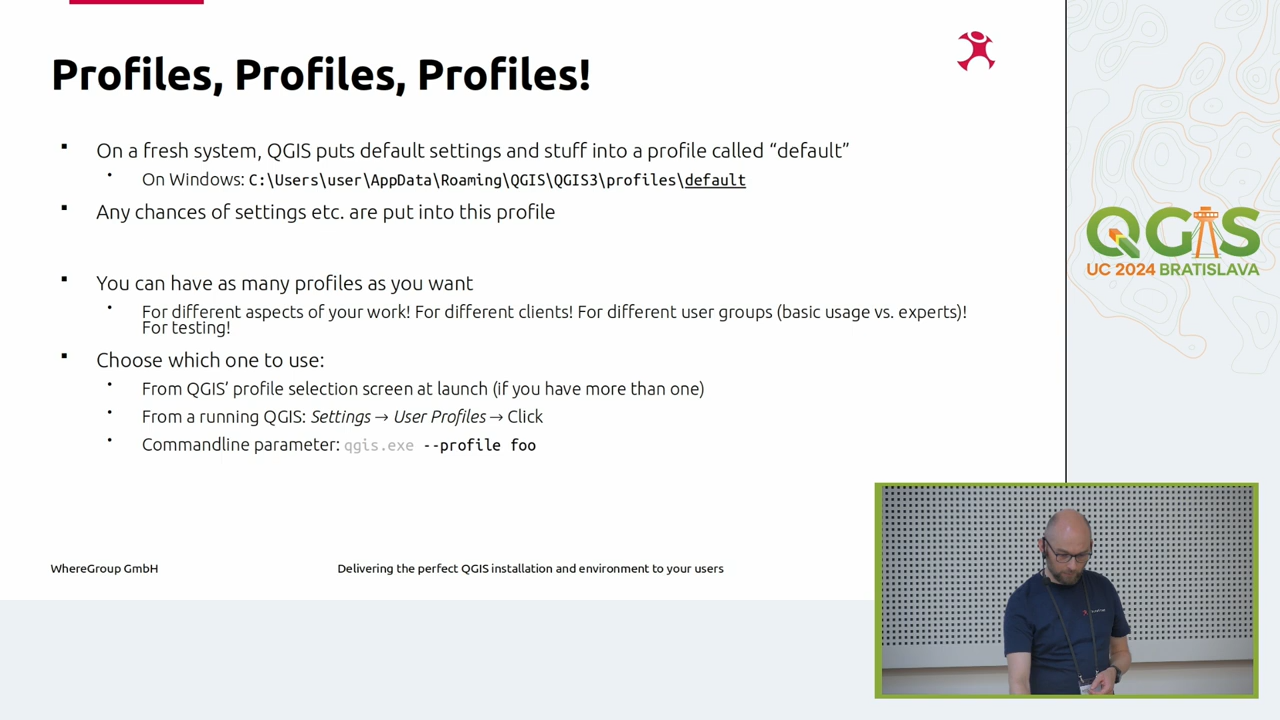 Profiles, Profiles, Profiles!
On a fresh system, QGIS puts default settings and stuff into a profile called “default”
On Windows: C:\Users\user\AppData\Roaming\QGIS\QGIS3\profiles\default
Any chances of settings etc. are put into this profile
You can have as many profiles as you want
For different aspects of your work! For different clients! For different user groups (basic usage vs. experts)!
For testing!
Choose which one to use:
From QGIS’ profile selection screen at launch (if you have more than one)
From a running QGIS: Settings → User Profiles → Click
Commandline parameter: qgis.exe --profile foo
WhereGroup GmbH
Delivering the perfect QGIS installation and environment to your users
QGIS
UC 2024 BRATISLAVA